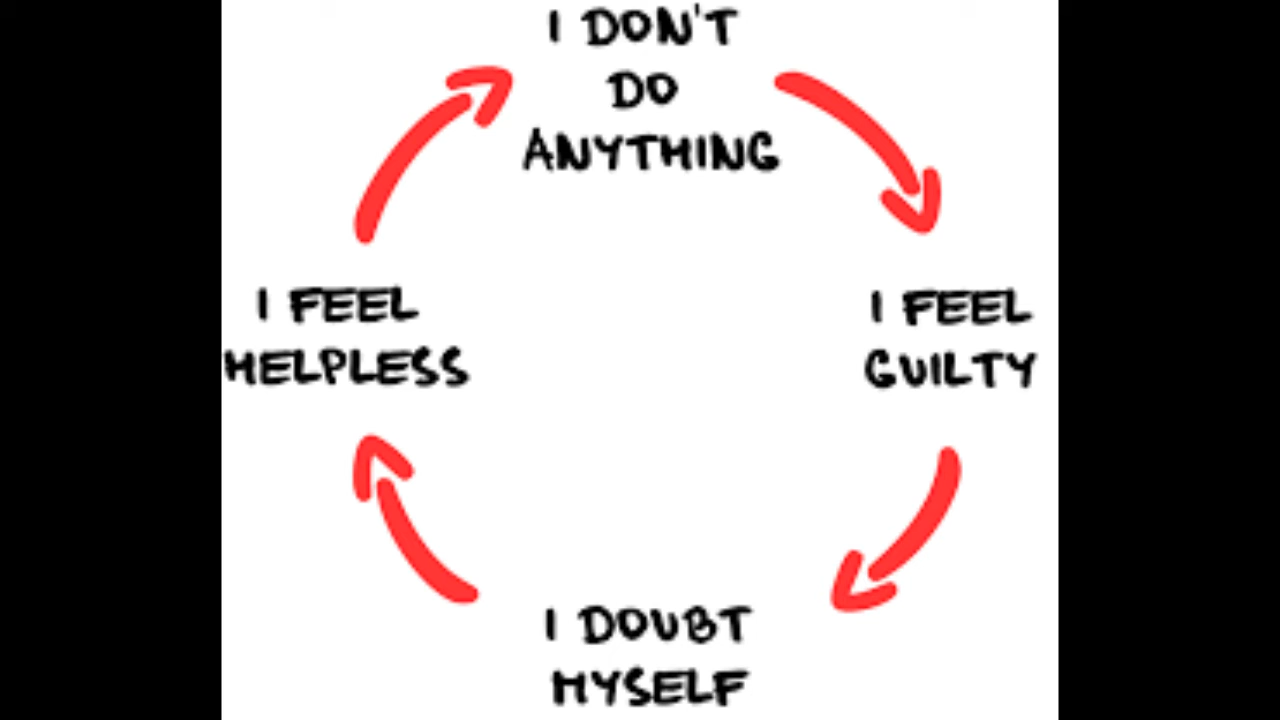 I DON'T
DO
ANYTHING
I FEEL
GUILTY
I DOUBT
MYSELF
I FEEL
HELPLESS